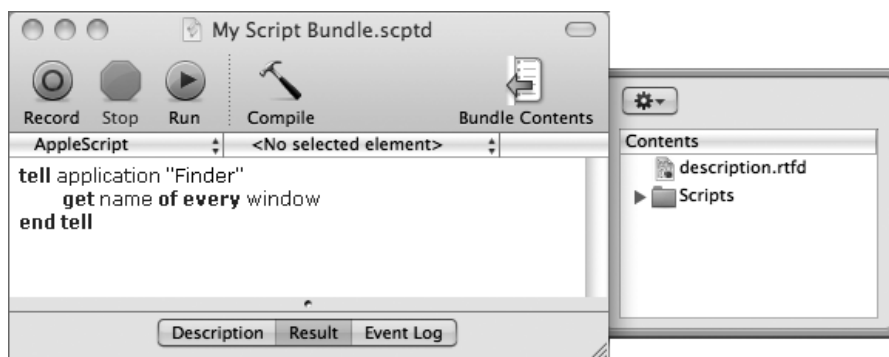 My Script Bundle.scptd
Record Stop Run Compile Bundle Contents
AppleScript <No selected element>
tell application "Finder"
get name of every window
end tell
Description Result Event Log
Contents
description.rtfd
Scripts